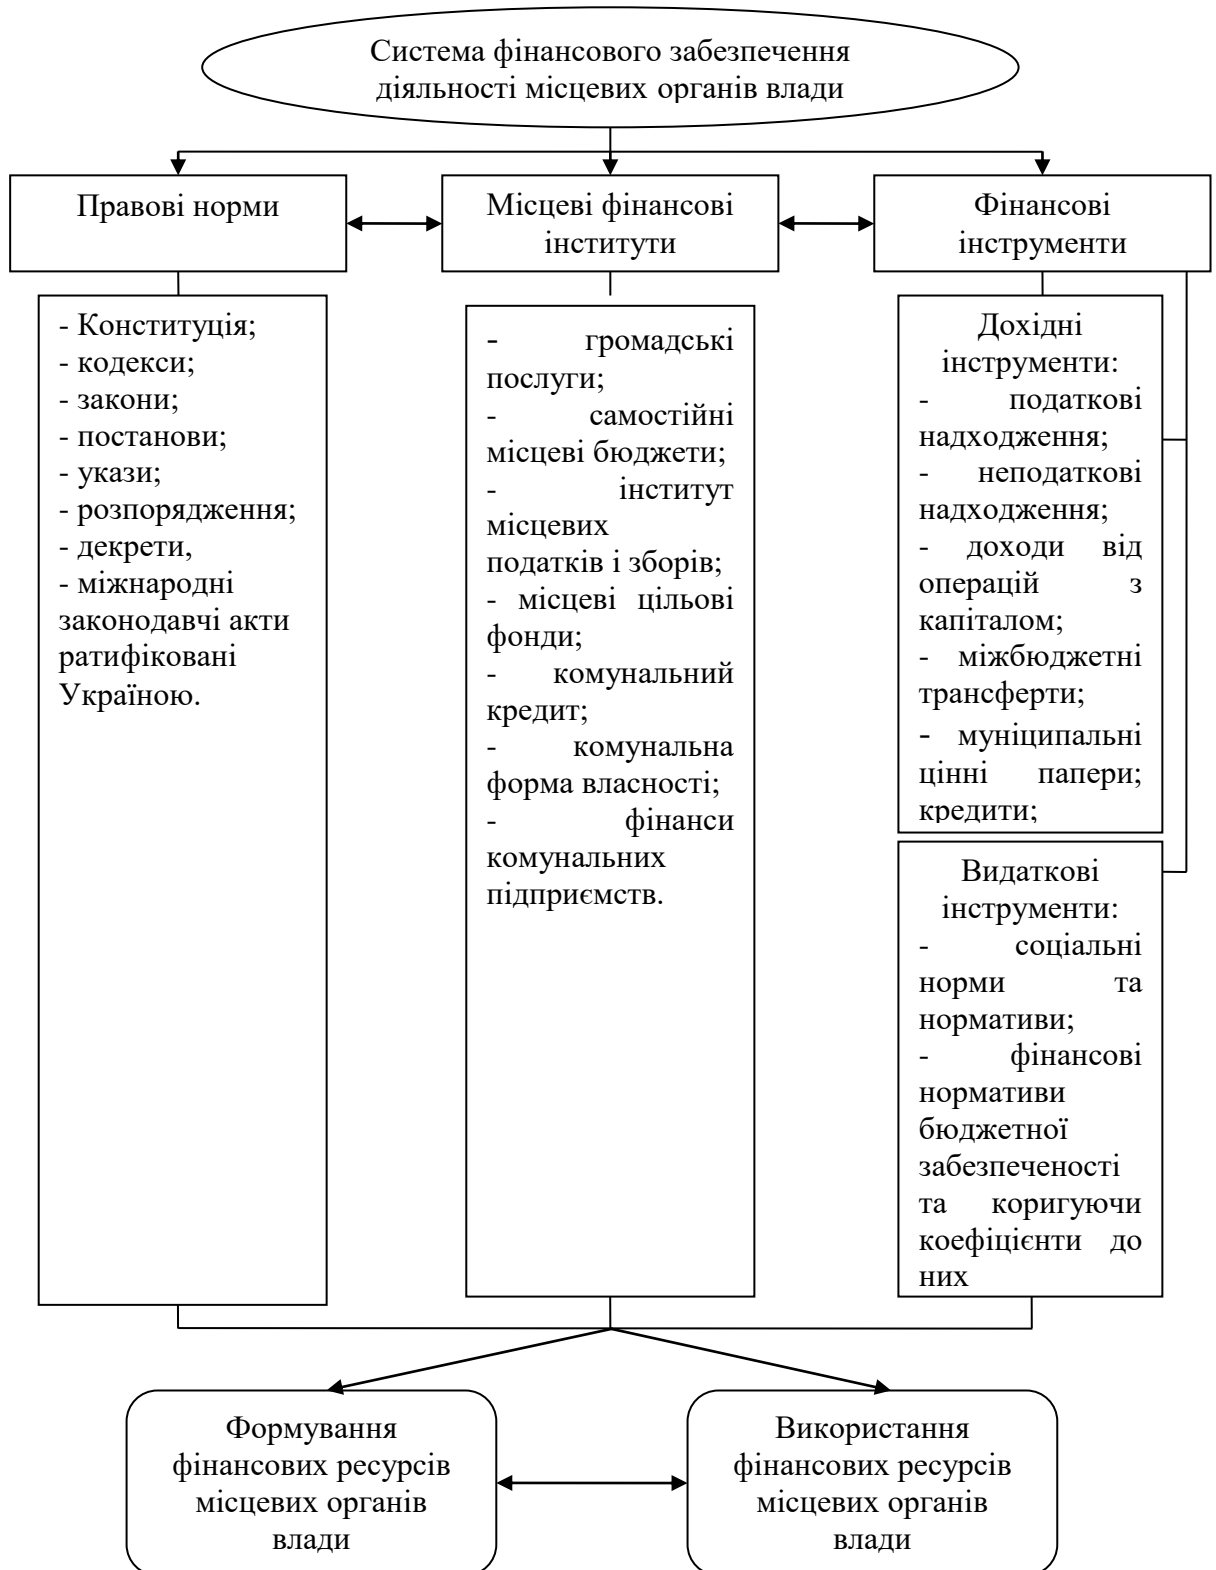 Система фінансового забезпечення
діяльності місцевих органів влади
Правові норми
Місцеві фінансові
інститути
Фінансові
інструменти
- Конституція;
- кодекси;
- закони;
- постанови;
- укази;
- розпорядження;
- декрети,
- міжнародні
законодавчі акти
ратифіковані
Україною.
- громадські
послуги;
- самостійні
місцеві бюджети;
- інститут
місцевих
податків і зборів;
- місцеві цільові
фонди;
- комунальний
кредит;
- комунальна
форма власності;
- фінанси
комунальних
підприємств.
Дохідні
інструменти:
- податкові
надходження;
- неподаткові
надходження;
- доходи від
операцій з
капіталом;
- міжбюджетні
трансферти;
- муніципальні
цінні папери;
кредити;
Видаткові
інструменти:
- соціальні
норми та
нормативи;
- фінансові
нормативи
бюджетної
забезпеченості
та коригуючи
коефіцієнти до
них
Формування
фінансових ресурсів
місцевих органів
влади
Використання
фінансових ресурсів
місцевих органів
влади